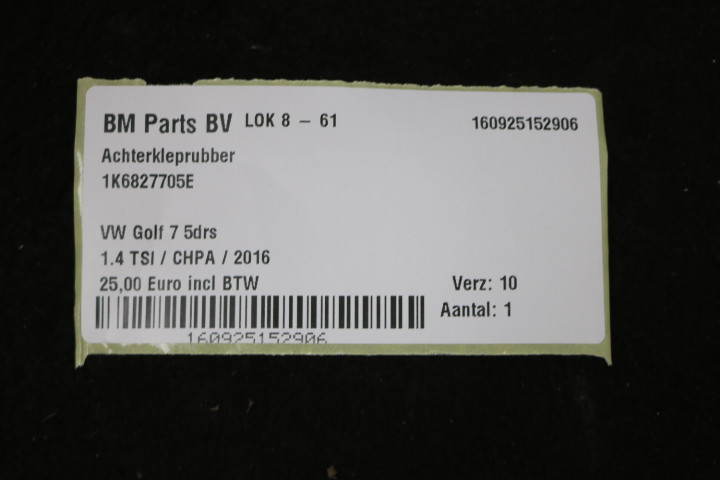 BM Parts BV LOK 8 - 61 160925152906
Achterkleprubber
1K6827705E
VW Golf 7 5drs
1.4 TSI / CHPA / 2016
25,00 Euro incl BTW Verz: 10
Aantal: 1
160925152906